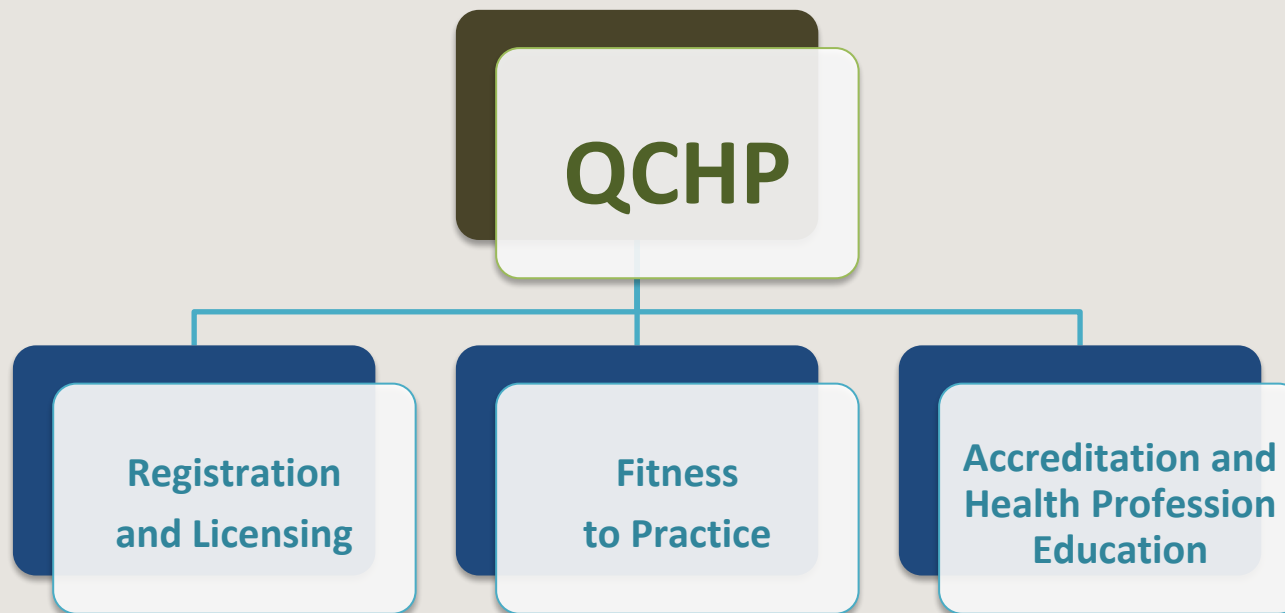 QCHP
Registration
and Licensing
Fitness
to Practice
Accreditation and
Health Profession
Education